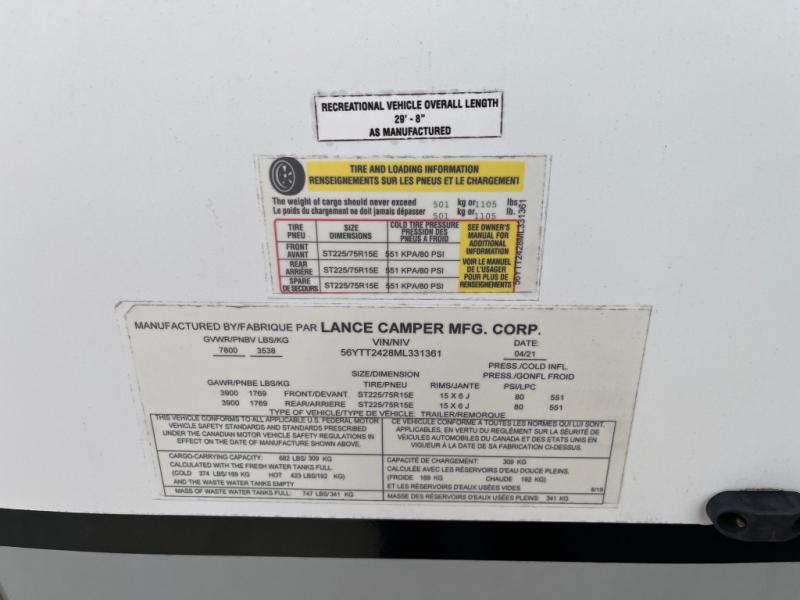 RECREATIONAL VEHICLE OVERALL LENGTH
29' - 8"
AS MANUFACTURED
TIRE AND LOADING INFORMATION
RENSEIGNEMENTS SUR LES PNEUS ET LE CHARGEMENT
The weight of cargo should never exceed 501 kg or 1105 lbs
Le poids du chargement ne doit jamais dépasser 501 kg or 1105 lb.
TIRE SIZE COLD TIRE PRESSURE
PNEU DIMENSIONS PRESSION DES PNEUS À FROID
FRONT AVANT ST225/75R15E 551 KPA/80 PSI
REAR ARRIÈRE ST225/75R15E 551 KPA/80 PSI
SPARE DE SECOURS ST225/75R15E 551 KPA/80 PSI
SEE OWNER'S
MANUAL FOR
ADDITIONAL
INFORMATION
VOIR LE MANUEL
DE L'USAGER
POUR PLUS DE
RENSEIGNEMENTS
56YTT2428ML331361
MANUFACTURED BY/FABRIQUE PAR LANCE CAMPER MFG. CORP.
GVWR/PNBV LBS/KG VIN/NIV DATE:
7800 3538 56YTT2428ML331361 04/21
PRESS./COLD INFL.
SIZE/DIMENSION PRESS./GONFL FROID
GAWR/PNBE LBS/KG TIRE/PNEU RIMS/JANTE PSI/LPC
3900 1769 FRONT/DEVANT ST225/75R15E 15 X 6 J 80 551
3900 1769 REAR/ARRIERE ST225/75R15E 15 X 6 J 80 551
TYPE OF VEHICLE/TYPE DE VÉHICLE: TRAILER/REMORQUE
THIS VEHICLE CONFORMS TO ALL APPLICABLE U.S. FEDERAL MOTOR
VEHICLE SAFETY STANDARDS AND STANDARDS PRESCRIBED
UNDER THE CANADIAN MOTOR VEHICLE SAFETY REGULATIONS IN
EFFECT ON THE DATE OF MANUFACTURE SHOWN ABOVE.
CE VÉHICULE EST CONFORME À TOUTES LES NORMES QUI LUI SONT
APPLICABLES, EN VERTU DU RÈGLEMENT SUR LA SÉCURITÉ DE
VÉHICULES AUTOMOBILES DU CANADA ET DES ETATS UNIS EN
VIGUEUR À LA DATE DE SA FABRICATION CI-DESSUS.
CARGO-CARRYING CAPACITY: 682 LBS/ 309 KG
CALCULATED WITH THE FRESH WATER TANKS FULL.
(COLD 374 LBS/169 KG HOT 423 LBS/192 KG)
AND THE WASTE WATER TANKS EMPTY
MASS OF WASTE WATER TANKS FULL: 747 LBS/341 KG
CAPACITÉ DE CHARGEMENT: 309 KG
CALCULÉE AVEC LES RÉSERVOIRS D'EAU DOUCE PLEINS.
(FROIDE 169 KG CHAUDE 192 KG)
ET LES RÉSERVOIRS D'EAUX USÉES VIDES
MASSE DES RÉSERVOIRS D'EAUX USÉES PLEINS: 341 KG